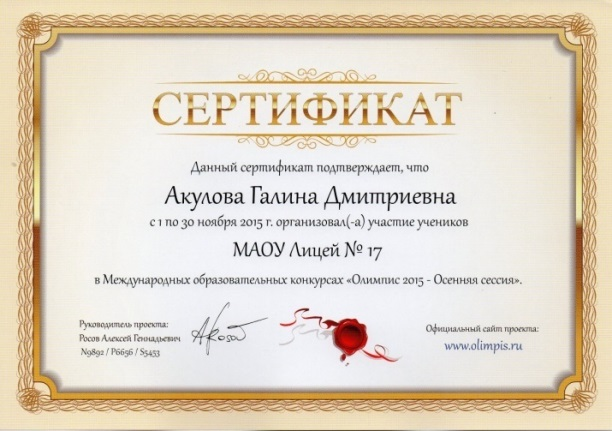 СЕРТИФИКАТ
Данный сертификат подтверждает, что
Акулова Галина Дмитриевна
с 1 по 30 ноября 2015 г. организовал(-а) участие учеников
МАОУ Лицей № 17
в Международных образовательных конкурсах «Олимпис 2015 - Осенняя сессия».
Руководитель проекта:
Росов Алексей Геннадьевич
N9892 / P6656 / S5453
Официальный сайт проекта:
www.olimpis.ru